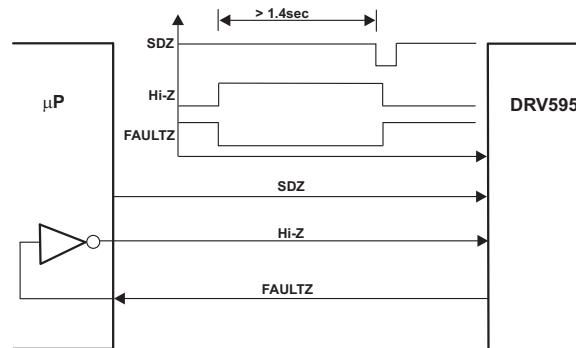 > 1.4sec
SDZ
Hi-Z
μP
DRV595
FAULTZ
SDZ
Hi-Z
FAULTZ